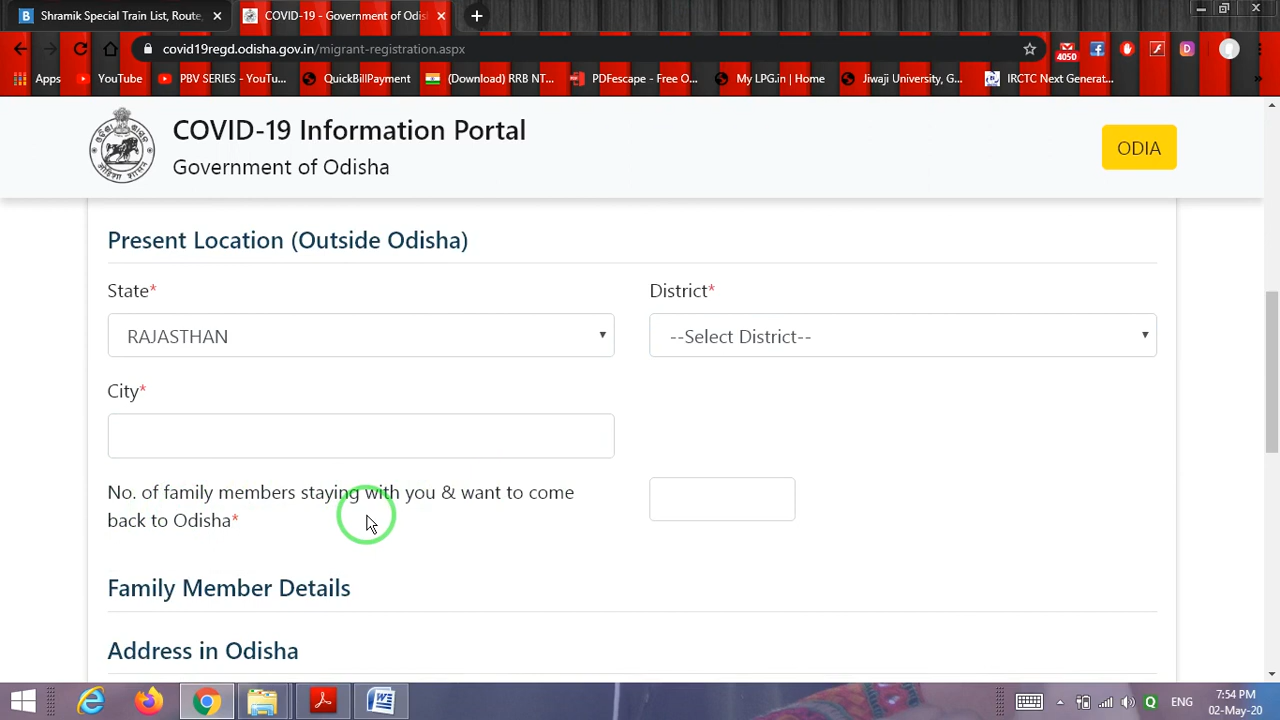 Shramik Special Train List, Route,
COVID-19 - Government of Odis
covid19regd.odisha.gov.in/migrant-registration.aspx
4050
Apps
YouTube
PBV SERIES - YouTu...
QuickBillPayment
(Download) RRB NT...
PDFescape - Free O...
My LPG.in | Home
Jiwaji University, G...
IRCTC Next Generat...
COVID-19 Information Portal
Government of Odisha
ODIA
Present Location (Outside Odisha)
State*
District*
RAJASTHAN
--Select District--
City*
No. of family members staying with you & want to come
back to Odisha*
Family Member Details
Address in Odisha
ENG
7:54 PM
02-May-20